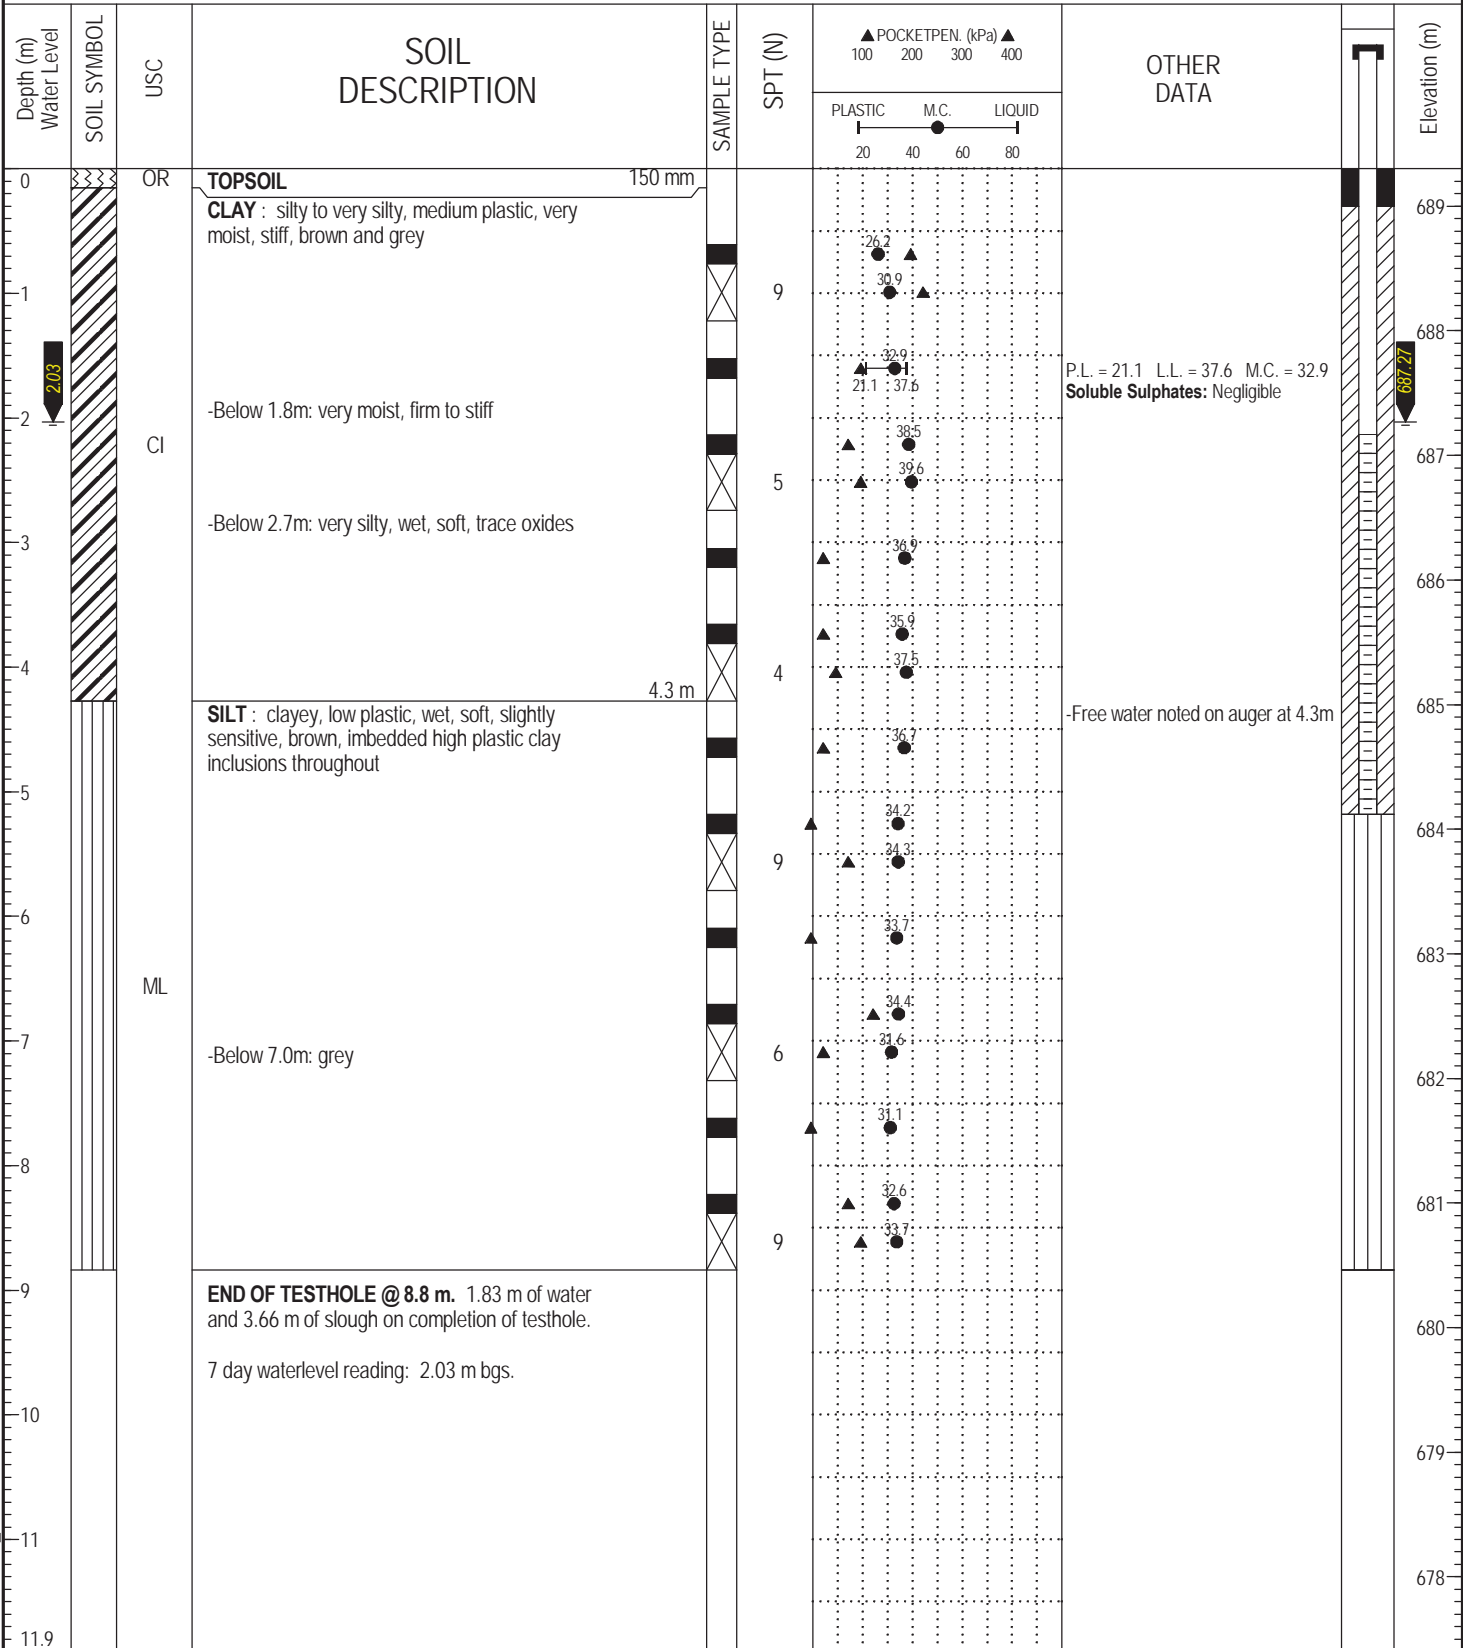 Depth (m)
Water Level
SOIL SYMBOL
USC
SOIL
DESCRIPTION
SAMPLE TYPE
SPT (N)
▲ POCKETPEN. (kPa) ▲
100 200 300 400
PLASTIC M.C. LIQUID
20 40 60 80
OTHER
DATA
Elevation (m)
0
OR
TOPSOIL 150 mm
CLAY : silty to very silty, medium plastic, very
moist, stiff, brown and grey
689
26.2
1
9
30.9
688
2.03
32.9
21.1 37.6
P.L. = 21.1 L.L. = 37.6 M.C. = 32.9
Soluble Sulphates: Negligible
687.27
-Below 1.8m: very moist, firm to stiff
2
CI
38.5
687
5
39.6
-Below 2.7m: very silty, wet, soft, trace oxides
3
36.9
686
35.9
4
4
37.5
4.3 m
SILT : clayey, low plastic, wet, soft, slightly
sensitive, brown, imbedded high plastic clay
inclusions throughout
-Free water noted on auger at 4.3m
685
36.7
5
34.2
684
9
34.3
6
33.7
683
ML
34.4
7
-Below 7.0m: grey
6
31.6
682
31.1
8
32.6
681
9
33.7
9
END OF TESTHOLE @ 8.8 m. 1.83 m of water
and 3.66 m of slough on completion of testhole.
680
7 day waterlevel reading: 2.03 m bgs.
10
679
11
678
11.9